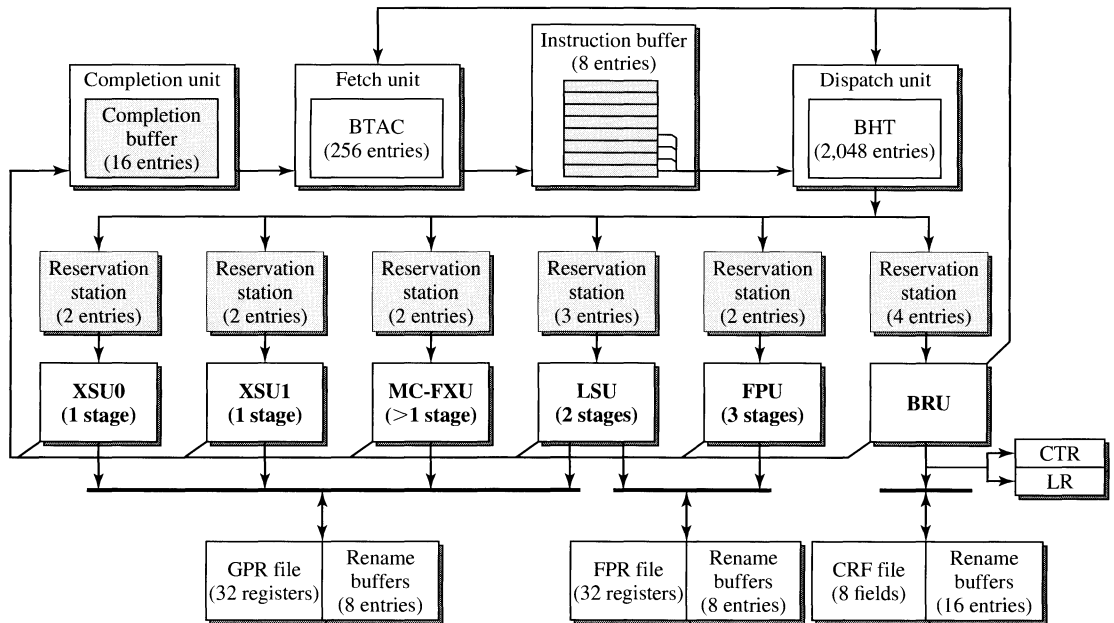 Completion unit
Completion
buffer
(16 entries)
Fetch unit
BTAC
(256 entries)
Instruction buffer
(8 entries)
Dispatch unit
BHT
(2,048 entries)
Reservation
station
(2 entries)
Reservation
station
(2 entries)
Reservation
station
(2 entries)
Reservation
station
(3 entries)
Reservation
station
(2 entries)
Reservation
station
(4 entries)
XSU0
(1 stage)
XSU1
(1 stage)
MC-FXU
(>1 stage)
LSU
(2 stages)
FPU
(3 stages)
BRU
CTR
LR
GPR file
(32 registers)
Rename
buffers
(8 entries)
FPR file
(32 registers)
Rename
buffers
(8 entries)
CRF file
(8 fields)
Rename
buffers
(16 entries)